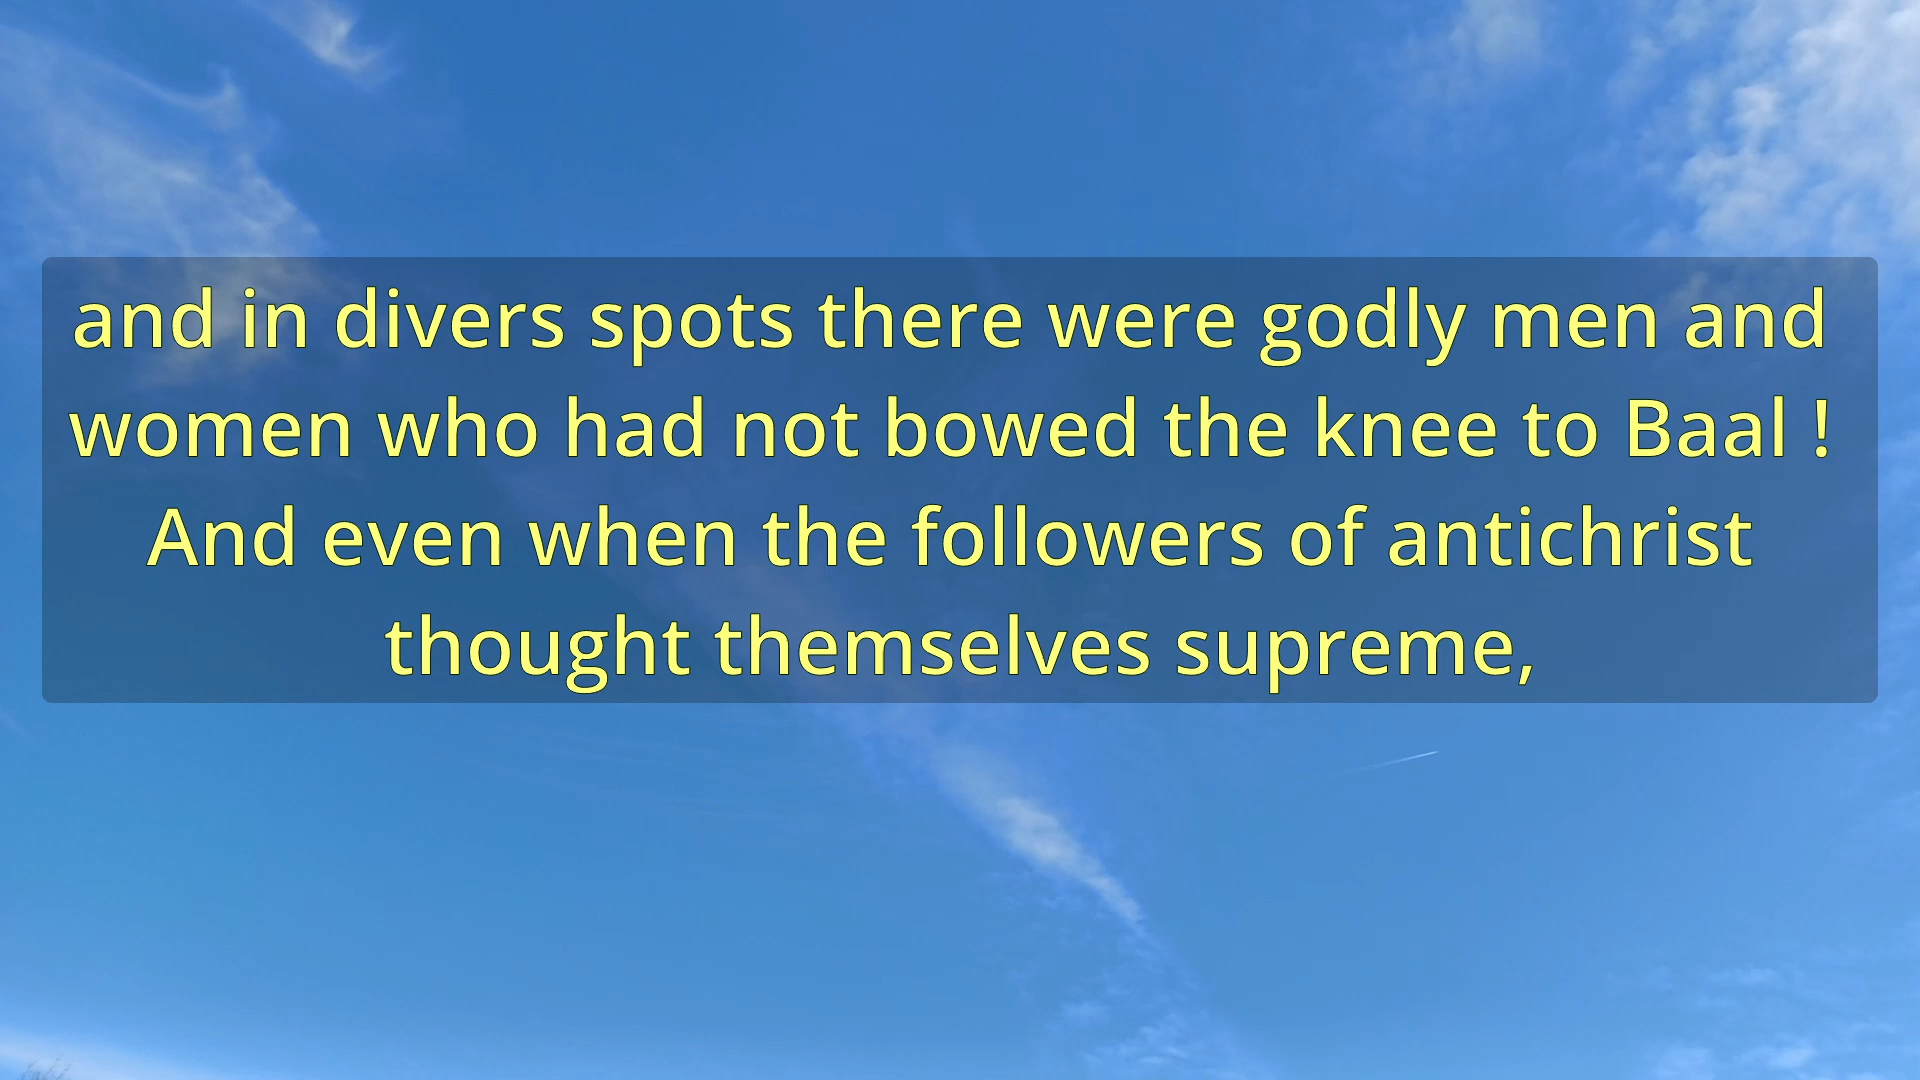 and in divers spots there were godly men and
women who had not bowed the knee to Baal !
And even when the followers of antichrist
thought themselves supreme,